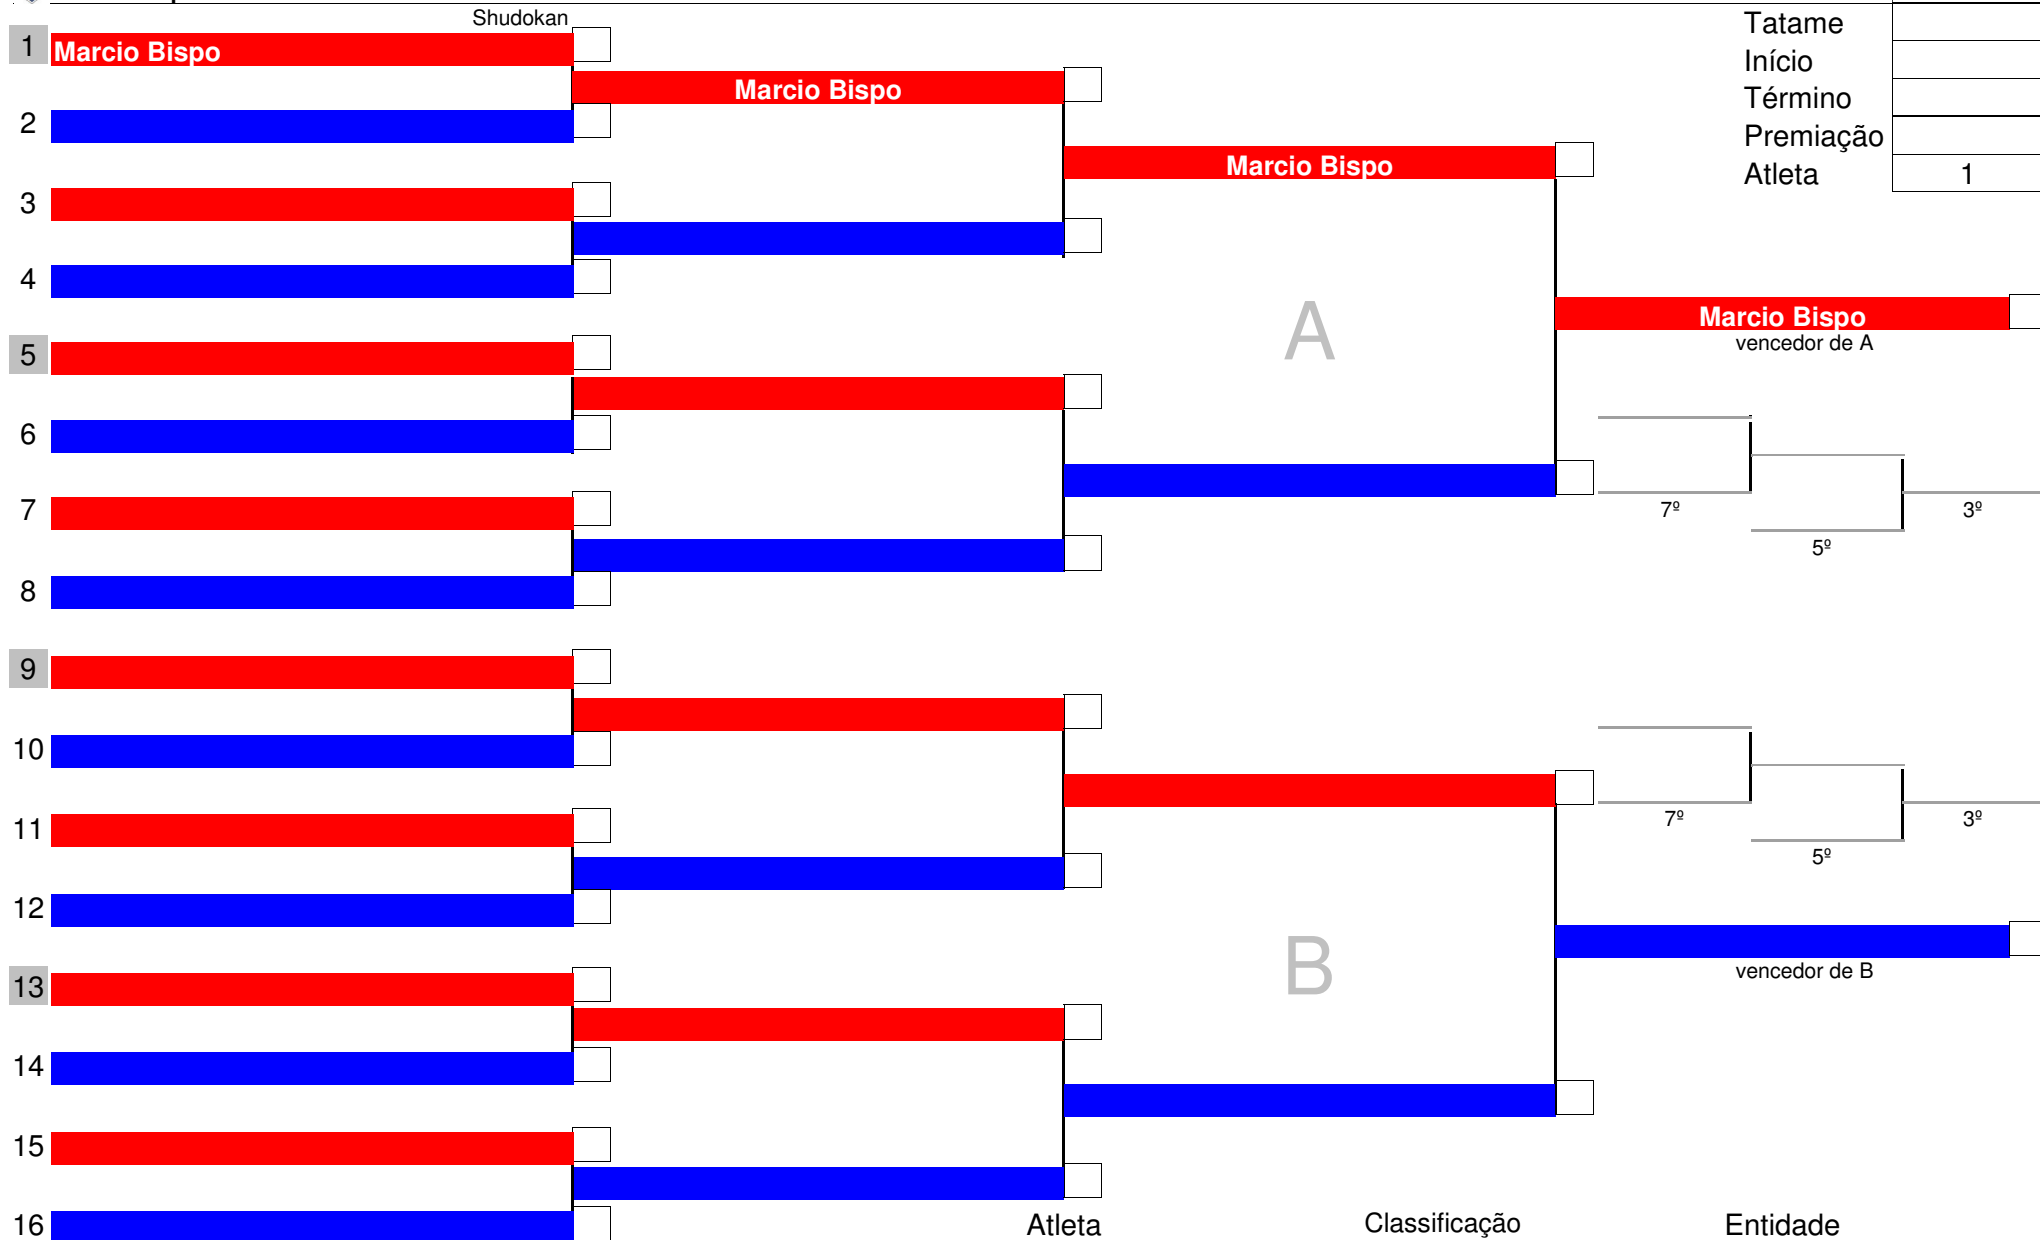 Shudokan
Tatame
1 Marcio Bispo
Início
Marcio Bispo
Término
2
Premiação
Marcio Bispo
Atleta 1
3
4
A
Marcio Bispo
vencedor de A
5
6
7
7º 3º
5º
8
9
10
11
7º 3º
5º
12
B
vencedor de B
13
14
15
16
Atleta Classificação Entidade